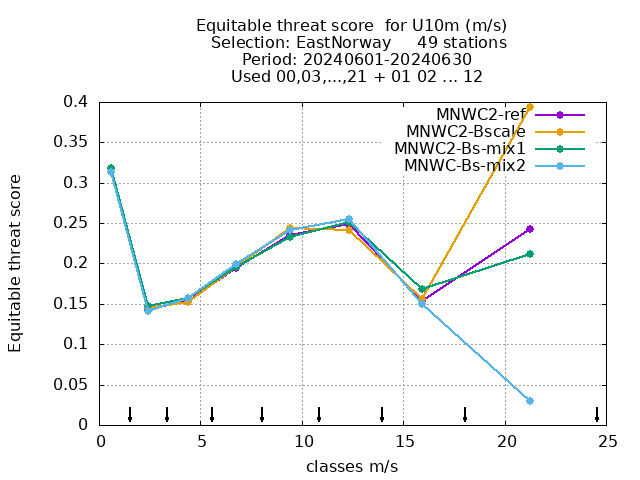 Equitable threat score  for U10m (m/s)
Selection: EastNorway     49 stations
Period: 20240601-20240630
Used 00,03,...,21 + 01 02 ... 12
MNWC2-ref
MNWC2-Bscale
MNWC2-Bs-mix1
MNWC-Bs-mix2
Equitable threat score
0.4
0.35
0.3
0.25
0.2
0.15
0.1
0.05
0
0 5 10 15 20 25
classes m/s